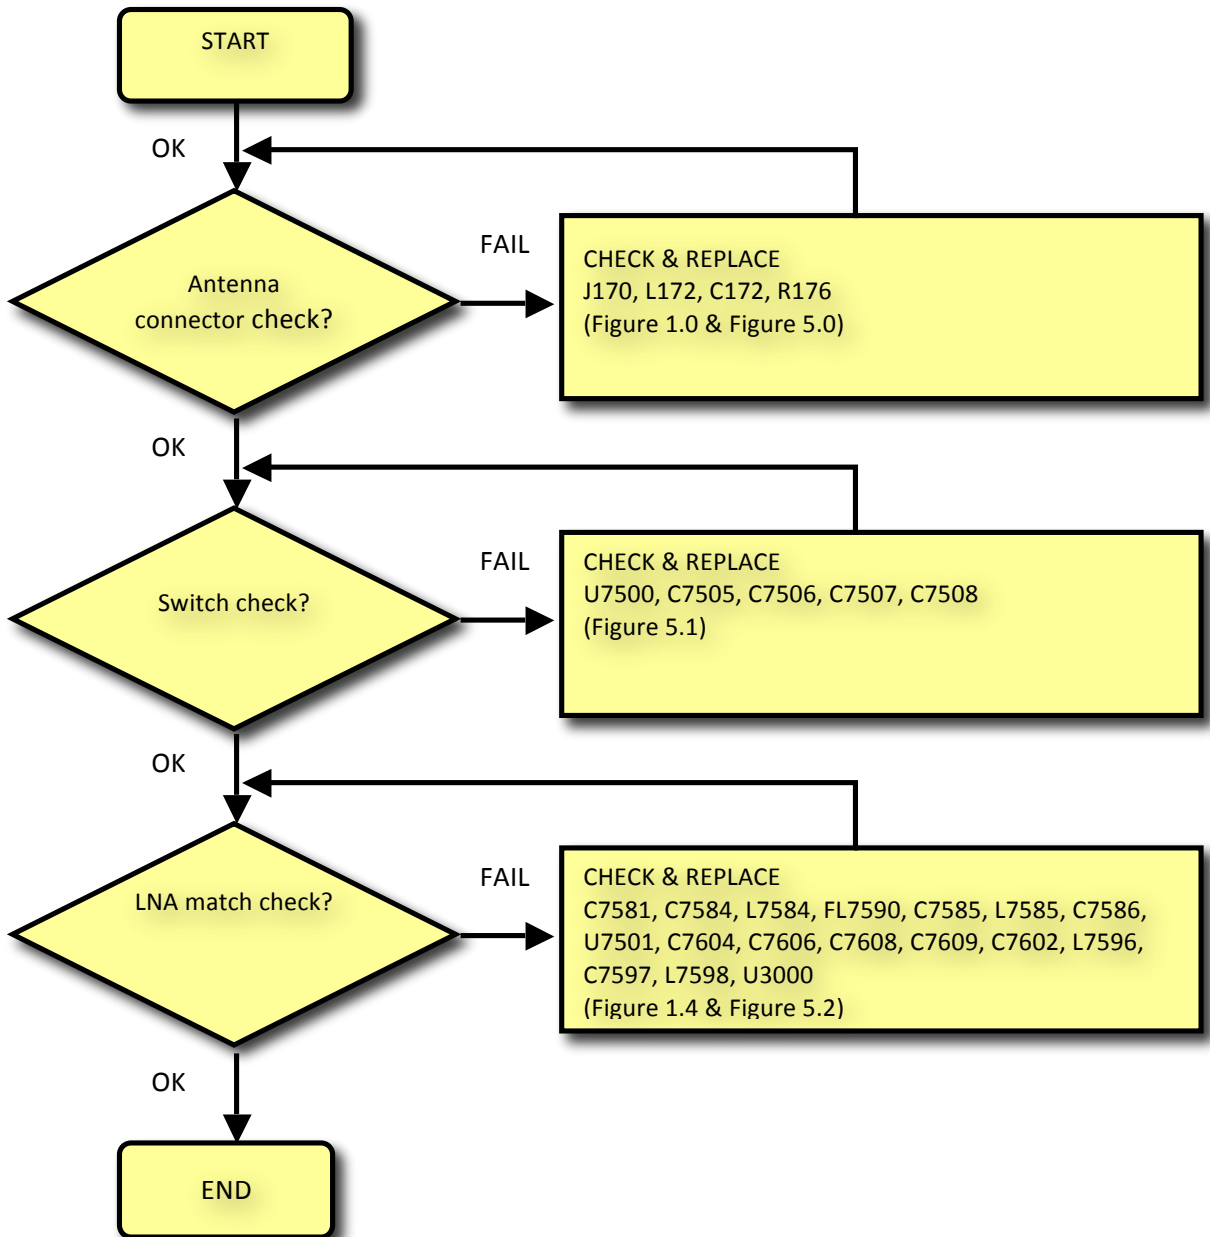 START
OK
Antenna
connector check?
FAIL
CHECK & REPLACE
J170, L172, C172, R176
(Figure 1.0 & Figure 5.0)
OK
Switch check?
FAIL
CHECK & REPLACE
U7500, C7505, C7506, C7507, C7508
(Figure 5.1)
OK
LNA match check?
FAIL
CHECK & REPLACE
C7581, C7584, L7584, FL7590, C7585, L7585, C7586,
U7501, C7604, C7606, C7608, C7609, C7602, L7596,
C7597, L7598, U3000
(Figure 1.4 & Figure 5.2)
OK
END